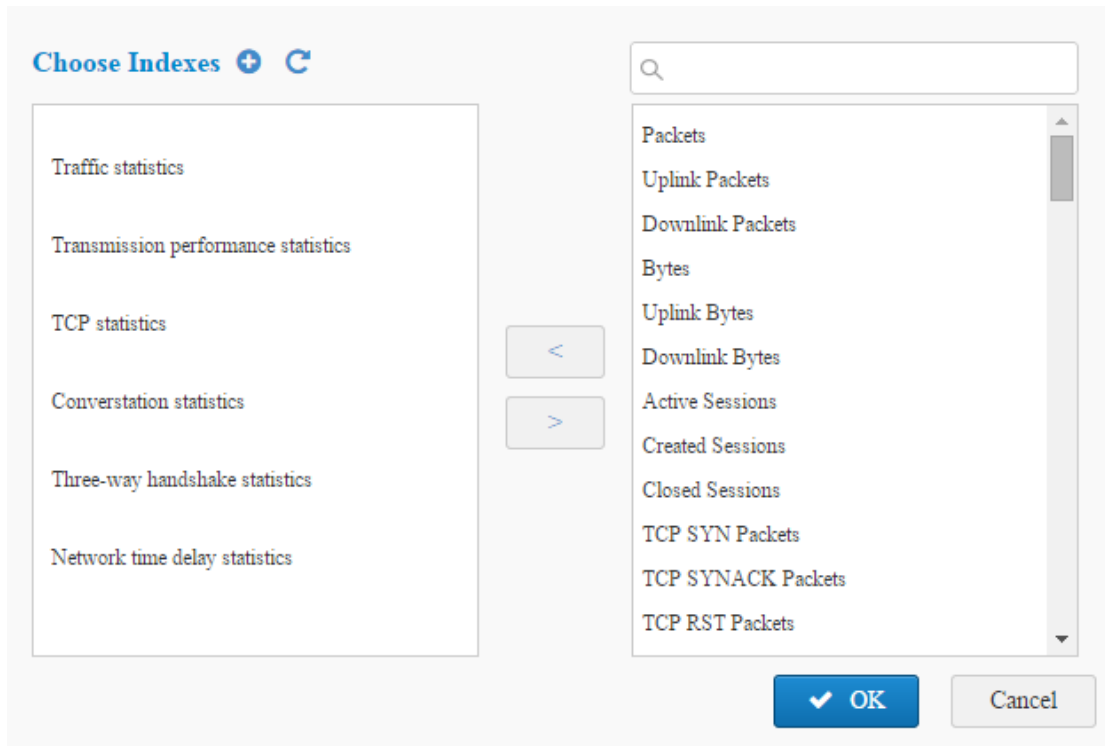 Choose Indexes
Traffic statistics
Transmission performance statistics
TCP statistics
Converstation statistics
Three-way handshake statistics
Network time delay statistics
<
>
Packets
Uplink Packets
Downlink Packets
Bytes
Uplink Bytes
Downlink Bytes
Active Sessions
Created Sessions
Closed Sessions
TCP SYN Packets
TCP SYNACK Packets
TCP RST Packets
OK
Cancel